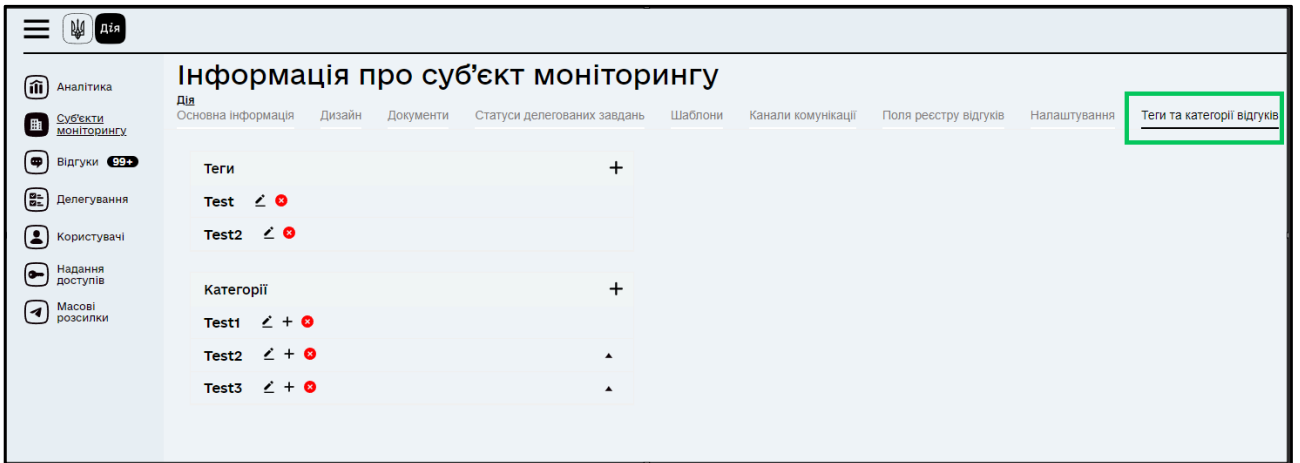 Дія
Інформація про суб’єкт моніторингу
Дія
Основна інформація Дизайн Документи Статуси делегованих завдань Шаблони Канали комунікації Поля реєстру відгуків Налаштування Теги та категорії відгуків
Аналітика
Суб'єкти
моніторингу
Відгуки 99+
Делегування
Користувачі
Надання
доступів
Масові
розсилки
Теги
Test
Test2
Категорії
Test1
Test2
Test3